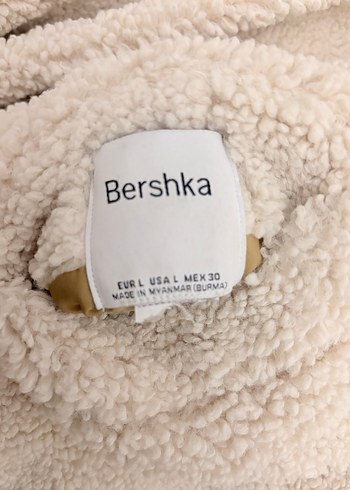 Bershka
EUR L USA L MEX 30
MADE IN MYANMAR (BURMA)